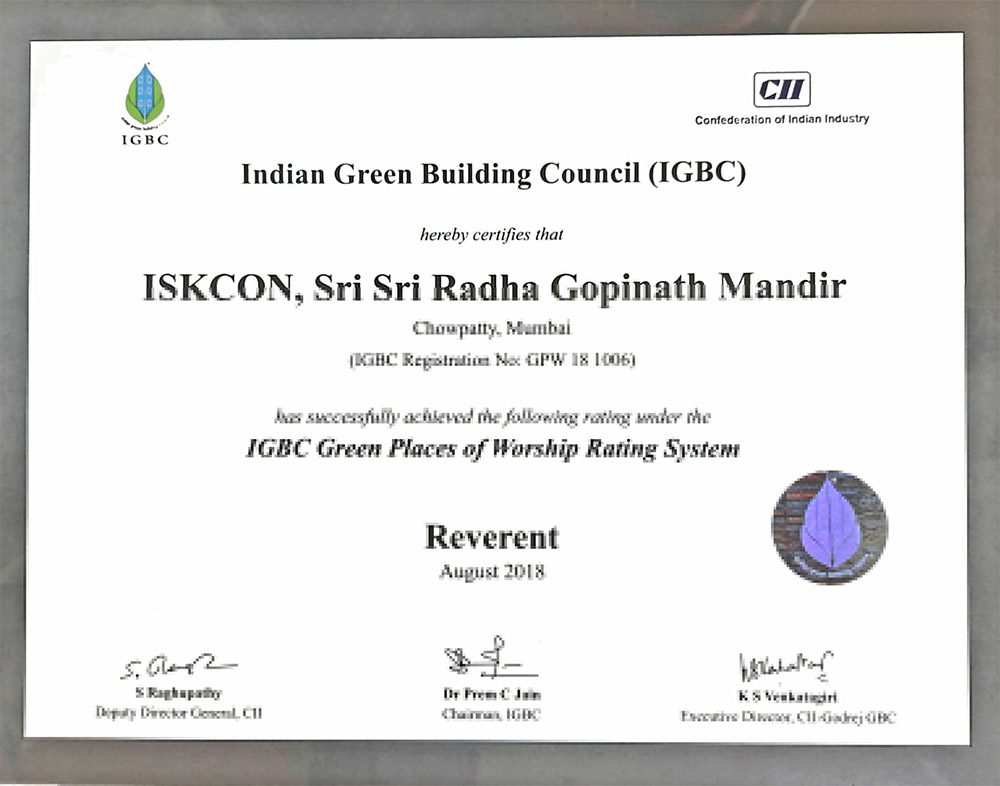 IGBC
CII
Confederation of Indian Industry
Indian Green Building Council (IGBC)
hereby certifies that
ISKCON, Sri Sri Radha Gopinath Mandir
Chowpatty, Mumbai
(IGBC Registration No: GPW 18 1006)
has successfully achieved the following rating under the
IGBC Green Places of Worship Rating System
Reverent
August 2018
S Raghupathy
Deputy Director General, CII
Dr Prem C Jain
Chairman, IGBC
K S Venkatagiri
Executive Director, CII-Godrej GBC